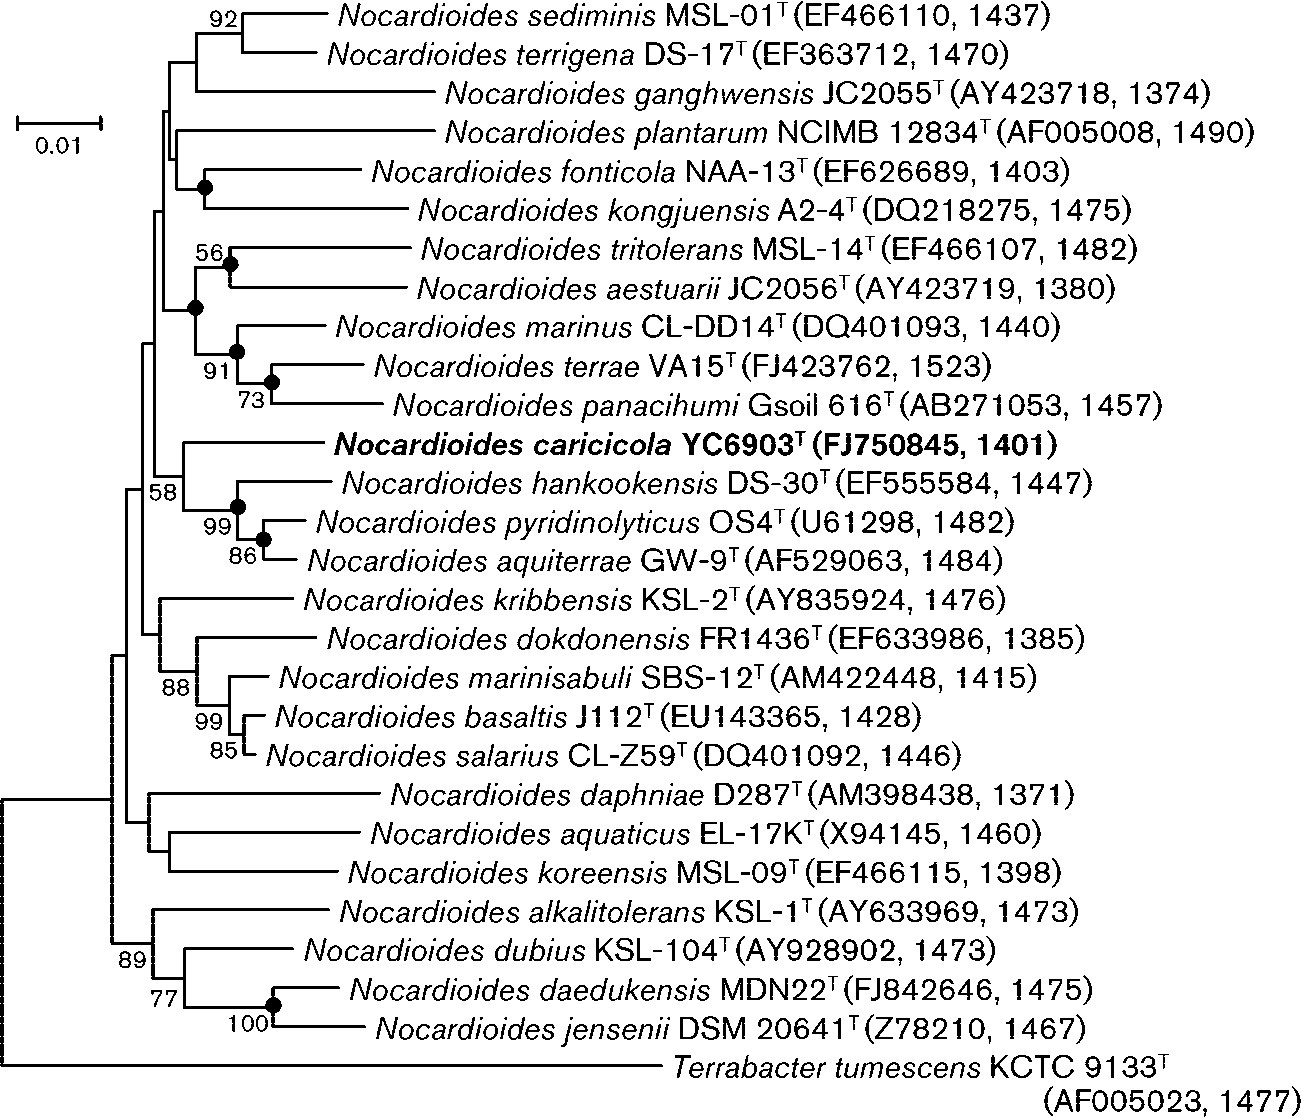 92
Nocardioides sediminis MSL-01T (EF466110, 1437)
Nocardioides terrigena DS-17T (EF363712, 1470)
Nocardioides ganghwensis JC2055T (AY423718, 1374)
0.01
Nocardioides plantarum NCIMB 12834T (AF005008, 1490)
Nocardioides fonticola NAA-13T (EF626689, 1403)
Nocardioides kongjuensis A2-4T (DQ218275, 1475)
56
Nocardioides tritolerans MSL-14T (EF466107, 1482)
Nocardioides aestuarii JC2056T (AY423719, 1380)
Nocardioides marinus CL-DD14T (DQ401093, 1440)
91
Nocardioides terrae VA15T (FJ423762, 1523)
73
Nocardioides panacihumi Gsoil 616T (AB271053, 1457)
Nocardioides caricicola YC6903T (FJ750845, 1401)
58
Nocardioides hankookensis DS-30T (EF555584, 1447)
99
Nocardioides pyridinolyticus OS4T (U61298, 1482)
86
Nocardioides aquiterrae GW-9T (AF529063, 1484)
Nocardioides kribbensis KSL-2T (AY835924, 1476)
Nocardioides dokdonensis FR1436T (EF633986, 1385)
88
Nocardioides marinisabuli SBS-12T (AM422448, 1415)
99
Nocardioides basaltis J112T (EU143365, 1428)
85
Nocardioides salarius CL-Z59T (DQ401092, 1446)
Nocardioides daphniae D287T (AM398438, 1371)
Nocardioides aquaticus EL-17KT (X94145, 1460)
Nocardioides koreensis MSL-09T (EF466115, 1398)
Nocardioides alkalitolerans KSL-1T (AY633969, 1473)
89
Nocardioides dubius KSL-104T (AY928902, 1473)
77
Nocardioides daedukensis MDN22T (FJ842646, 1475)
100
Nocardioides jensenii DSM 20641T (Z78210, 1467)
Terrabacter tumescens KCTC 9133T
(AF005023, 1477)